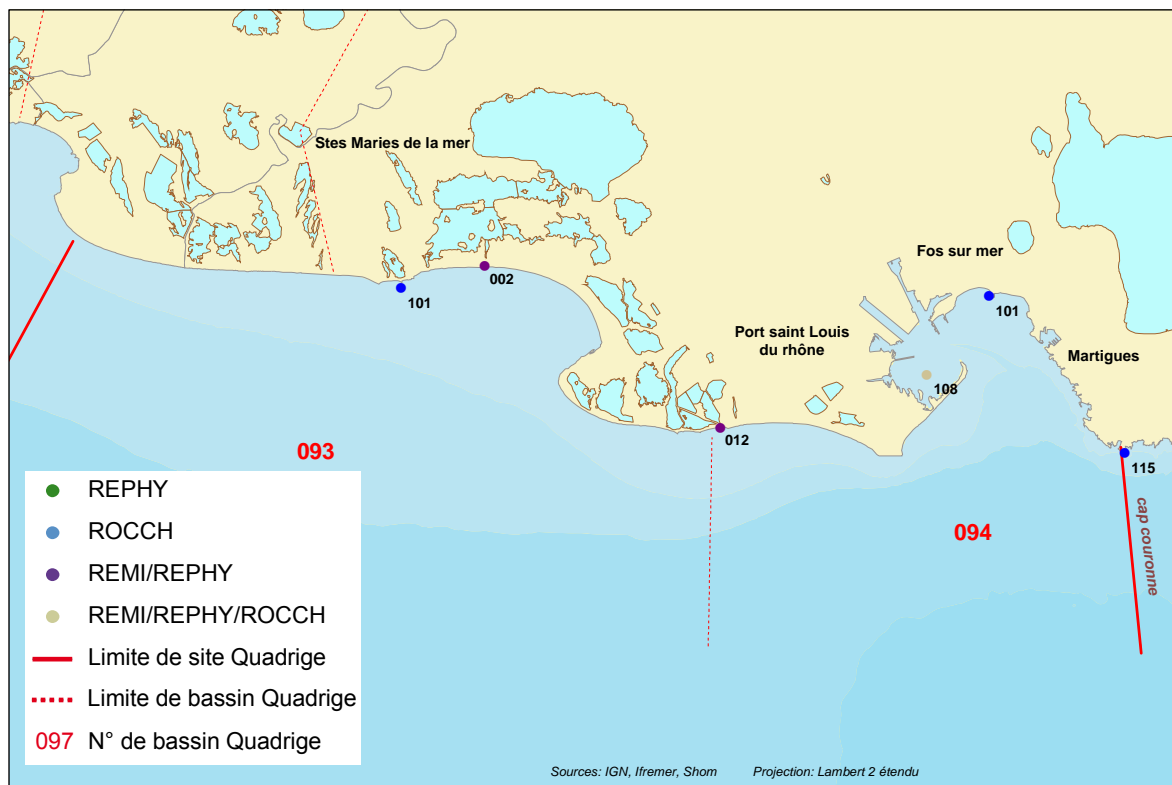 Stes Maries de la mer
Fos sur mer
002
101
101
Port saint Louis
du rhône
Martigues
108
012
093
115
094
cap couronne
REPHY
ROCCH
REMI/REPHY
REMI/REPHY/ROCCH
Limite de site Quadrige
Limite de bassin Quadrige
097 N° de bassin Quadrige
Sources: IGN, Ifremer, Shom Projection: Lambert 2 étendu